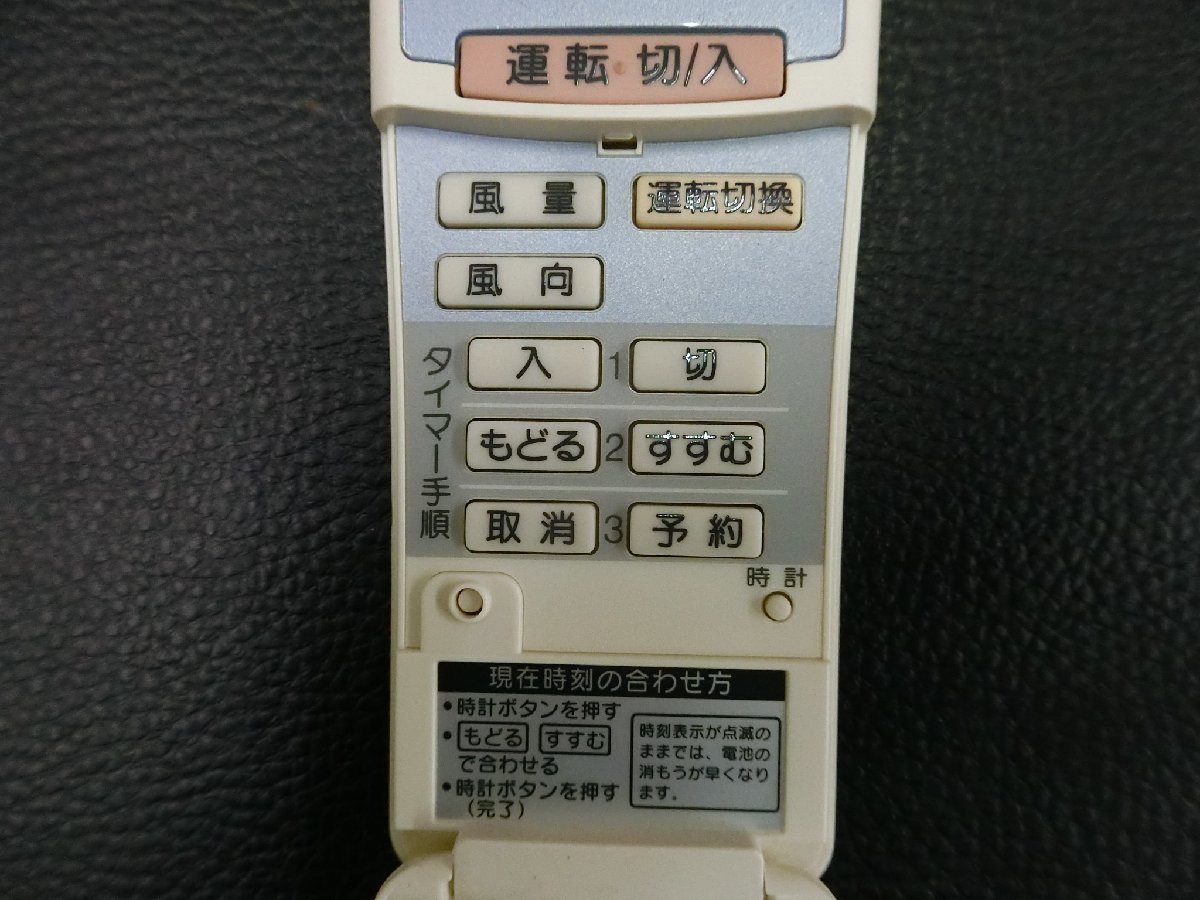 運転・切/入
風量 運転切換
風向
タイマー手順
入 1 切
もどる 2 すすむ
取消 3 予約
時計
現在時刻の合わせ方
•時計ボタンを押す
•もどる すすむ
で合わせる
•時計ボタンを押す
(完了)
時刻表示が点滅の
ままでは、電池の
消もうが早くなり
ます。